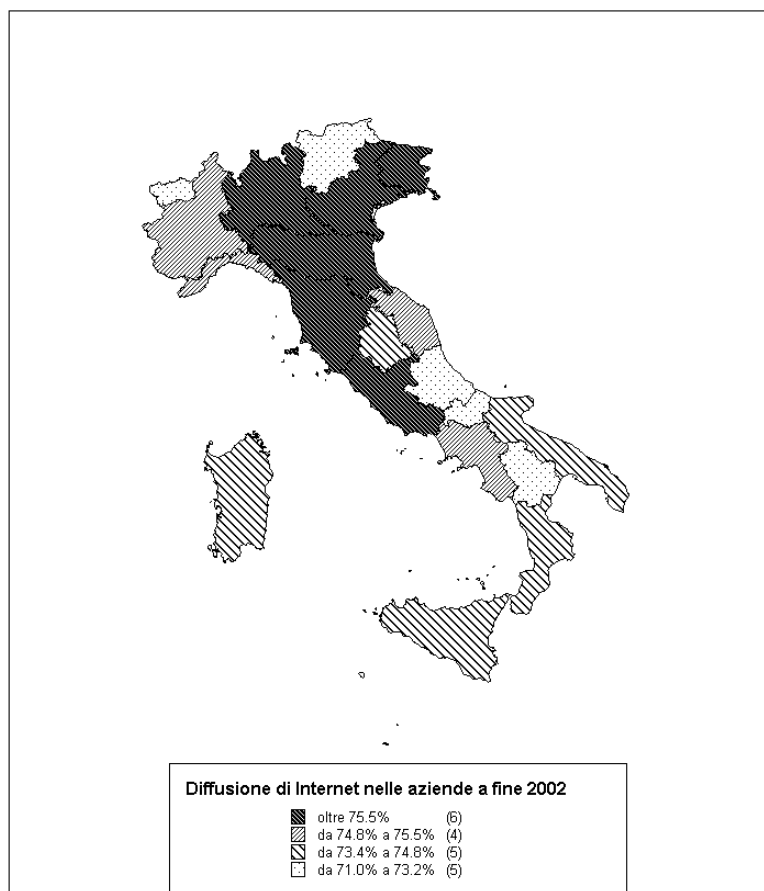 Diffusione di Internet nelle aziende a fine 2002
oltre 75.5% (6)
da 74.8% a 75.5% (4)
da 73.4% a 74.8% (5)
da 71.0% a 73.2% (5)